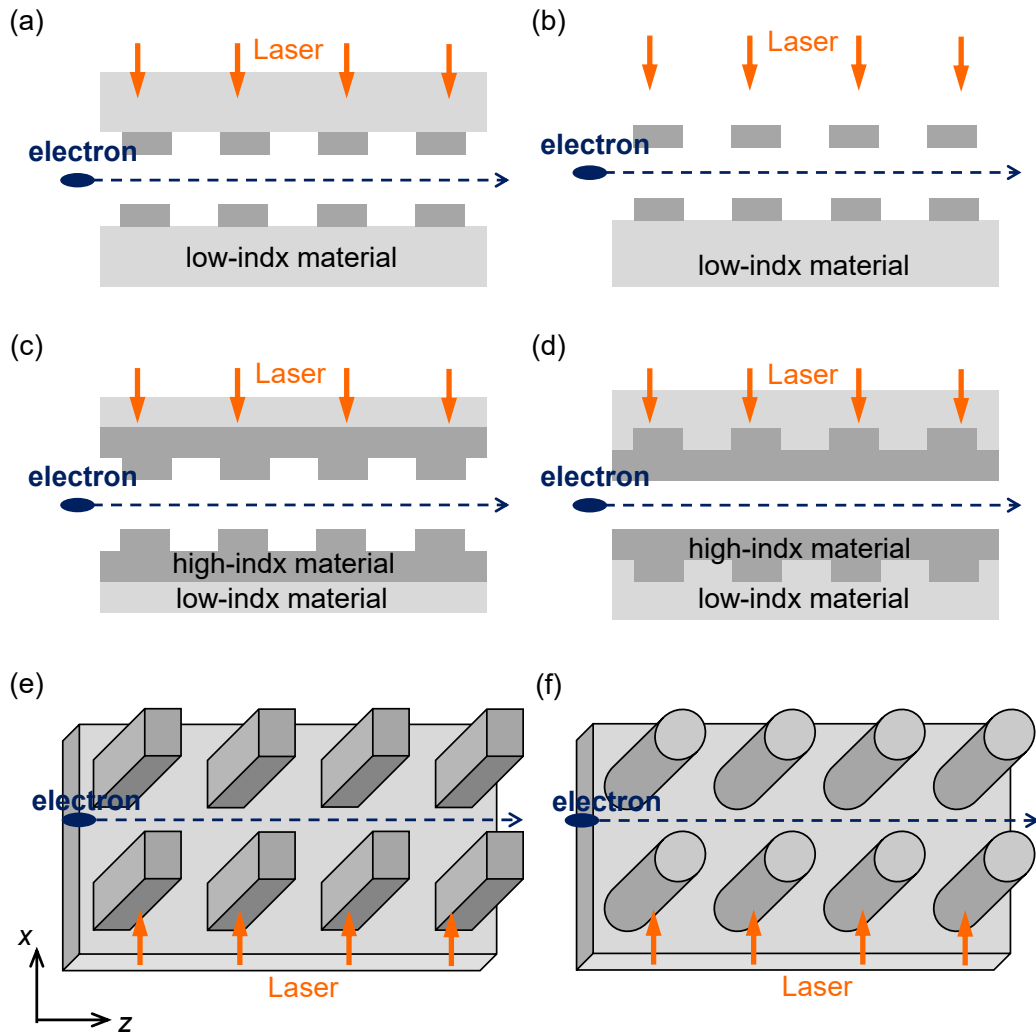 (a)
Laser
electron
low-indx material
(b)
Laser
electron
low-indx material
(c)
Laser
electron
high-indx material
low-indx material
(d)
Laser
electron
high-indx material
low-indx material
(e)
electron
Laser
x
z
(f)
electron
Laser